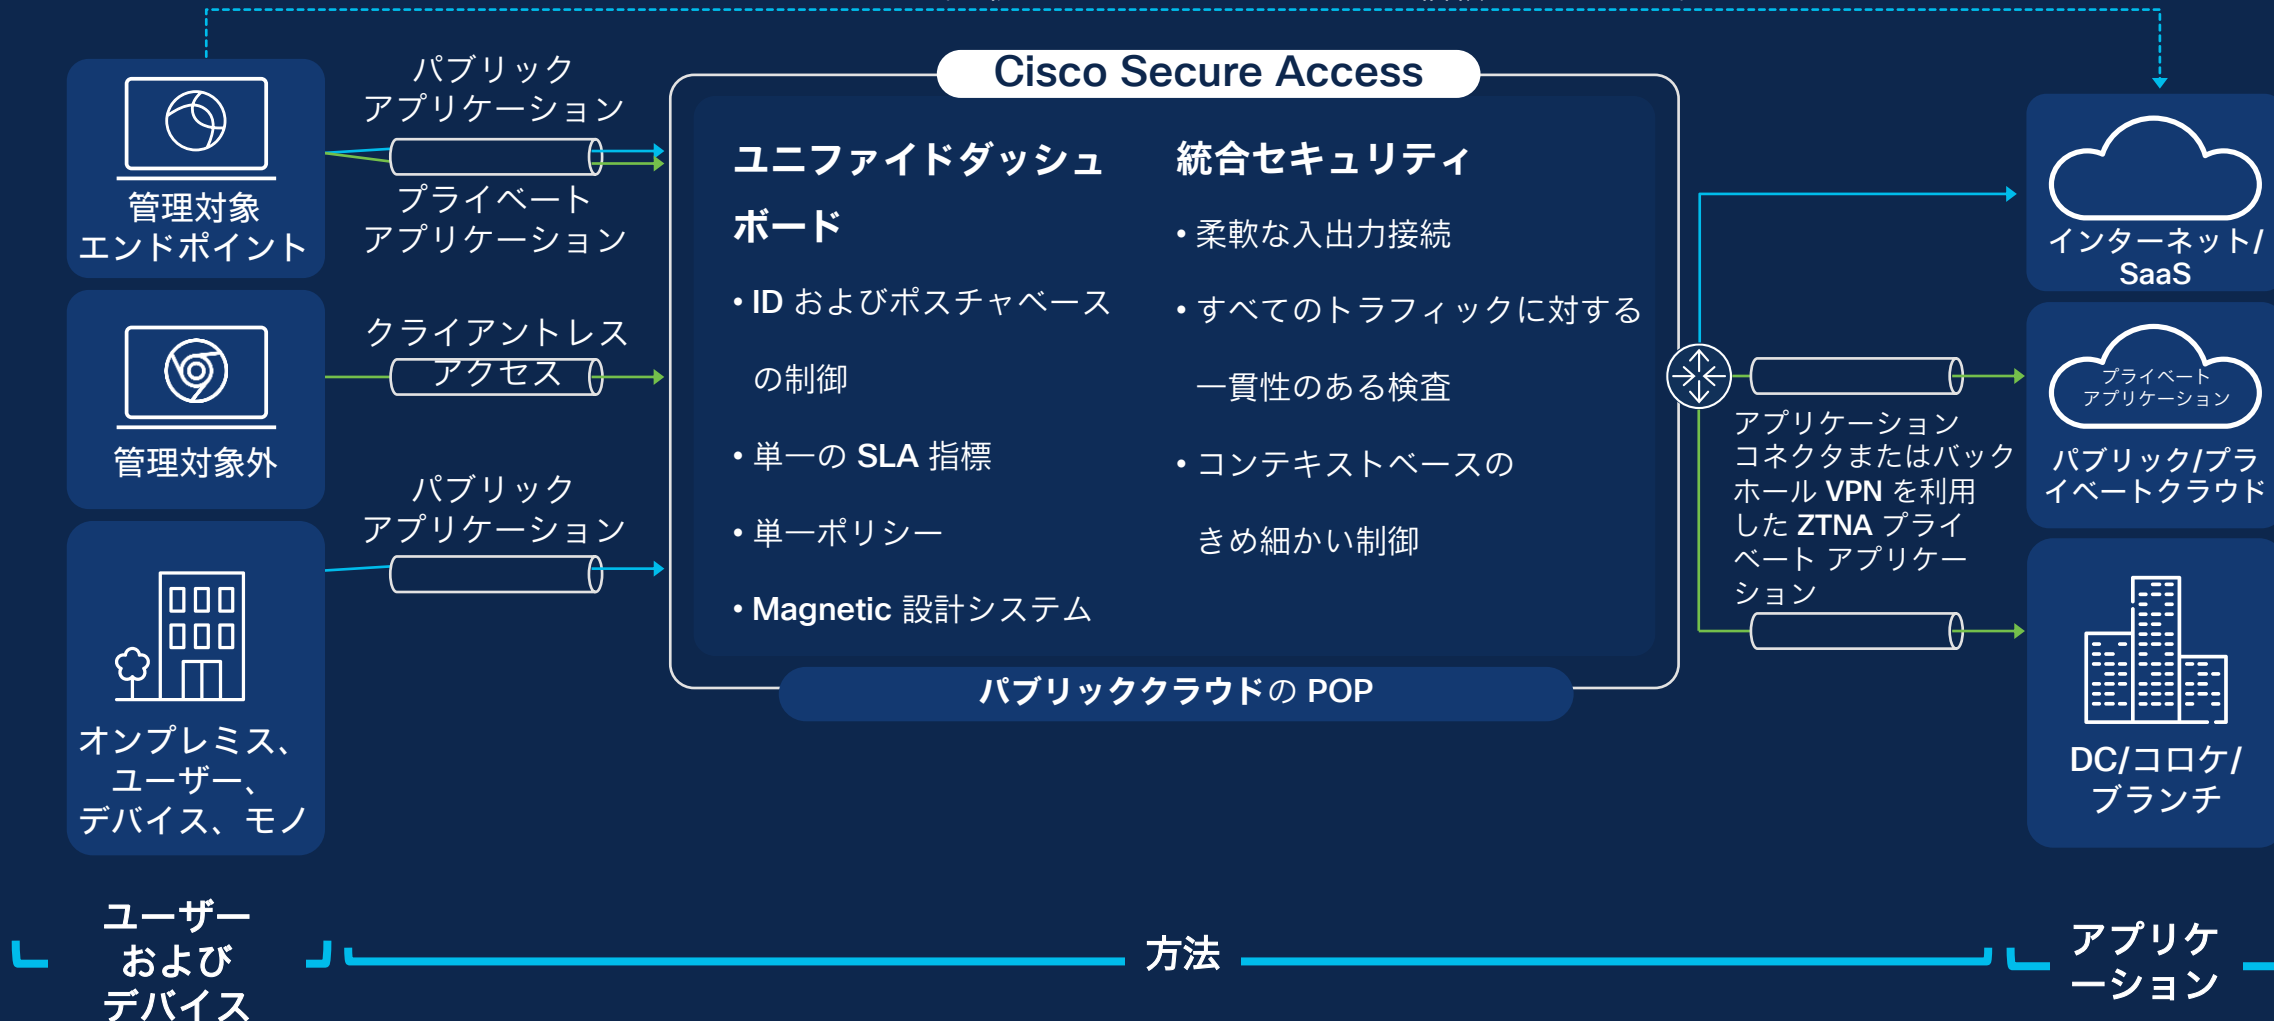 Cisco Secure Access
パブリック
アプリケーション
プライベート
アプリケーション
管理対象
エンドポイント
クライアントレス
アクセス
管理対象外
パブリック
アプリケーション
オンプレミス、
ユーザー、
デバイス、モノ
ユニファイドダッシュ
ボード
• ID およびポスチャベース
の制御
• 単一の SLA 指標
• 単一ポリシー
• Magnetic 設計システム
統合セキュリティ
• 柔軟な入出力接続
• すべてのトラフィックに対する
一貫性のある検査
• コンテキストベースの
きめ細かい制御
パブリッククラウドの POP
アプリケーション
コネクタまたはバック
ホール VPN を利用
した ZTNA プライ
ベート アプリケー
ション
インターネット/
SaaS
プライベート
アプリケーション
パブリック/プラ
イベートクラウド
DC/コロケ/
ブランチ
ユーザー
および
デバイス
方法
アプリケ
ーション